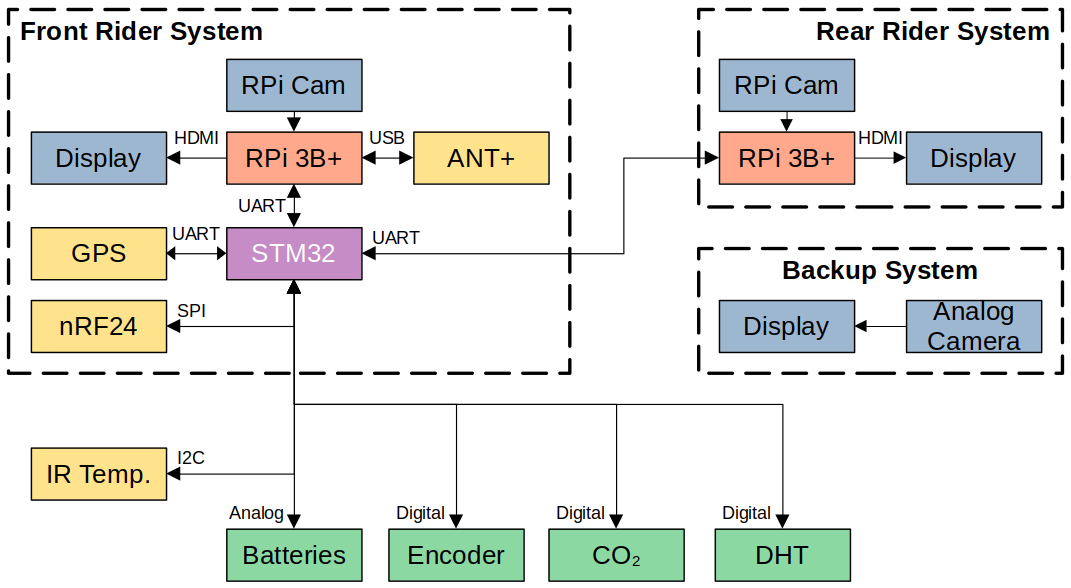 Front Rider System
RPi Cam
HDMI
USB
Display
RPi 3B+
ANT+
UART
UART
UART
GPS
STM32
SPI
nRF24
Rear Rider System
RPi Cam
HDMI
RPi 3B+
Display
Backup System
Display
Analog
Camera
I2C
IR Temp.
Analog
Digital
Digital
Digital
Batteries
Encoder
CO₂
DHT